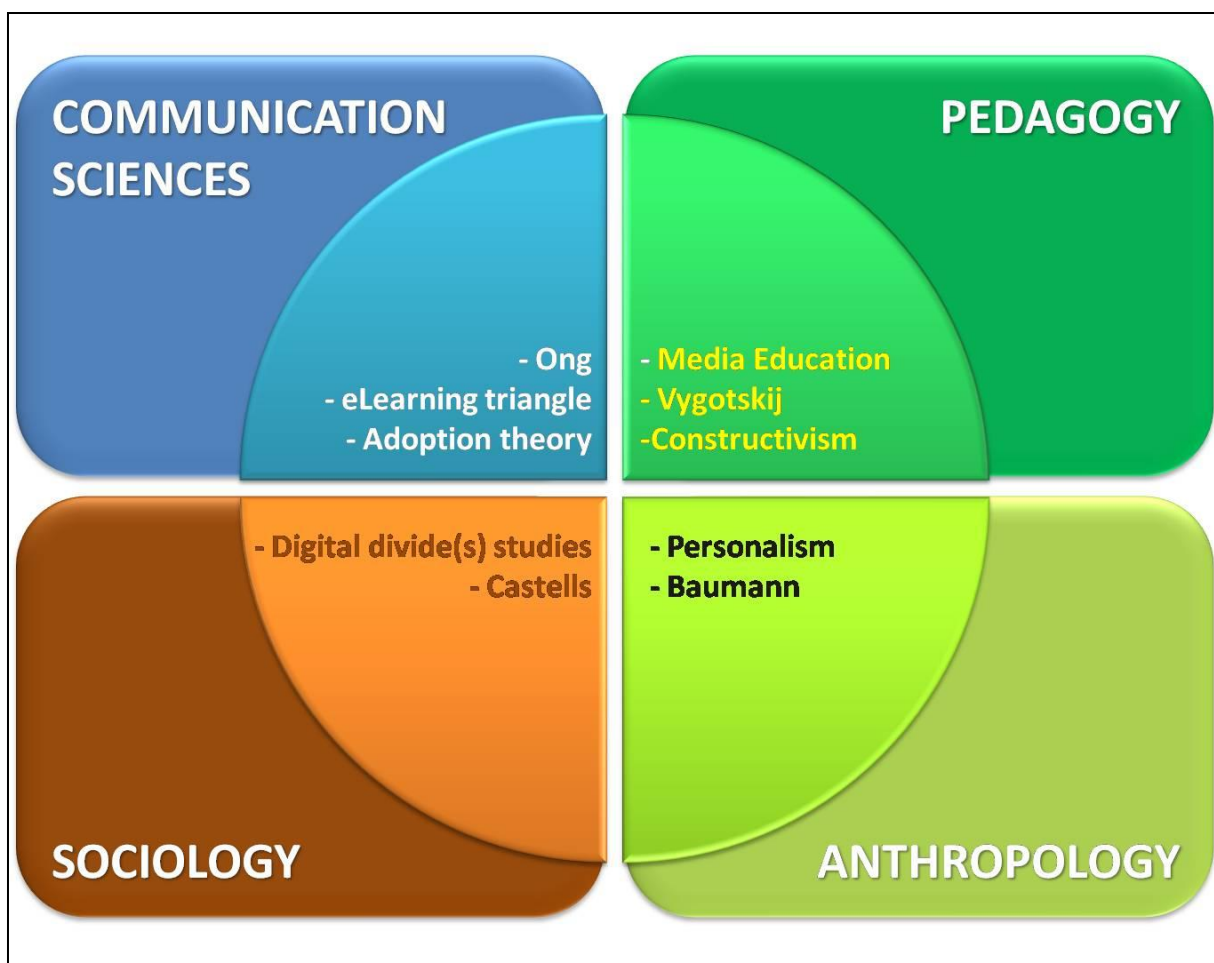 COMMUNICATION
SCIENCES
- Ong
- eLearning triangle
- Adoption theory
PEDAGOGY
- Media Education
- Vygotskij
-Constructivism
- Digital divide(s) studies
- Castells
SOCIOLOGY
- Personalism
- Baumann
ANTHROPOLOGY